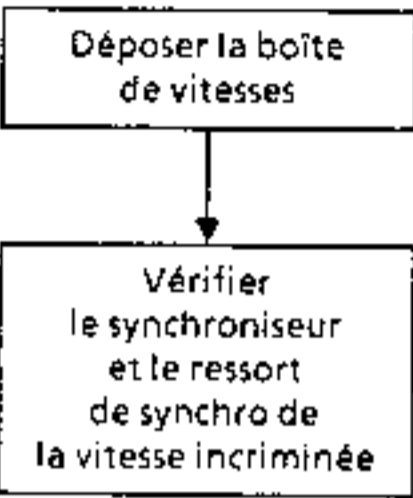 Déposer la boîte
de vitesses
Vérifier
le synchroniseur
et le ressort
de synchro de
la vitesse incriminée